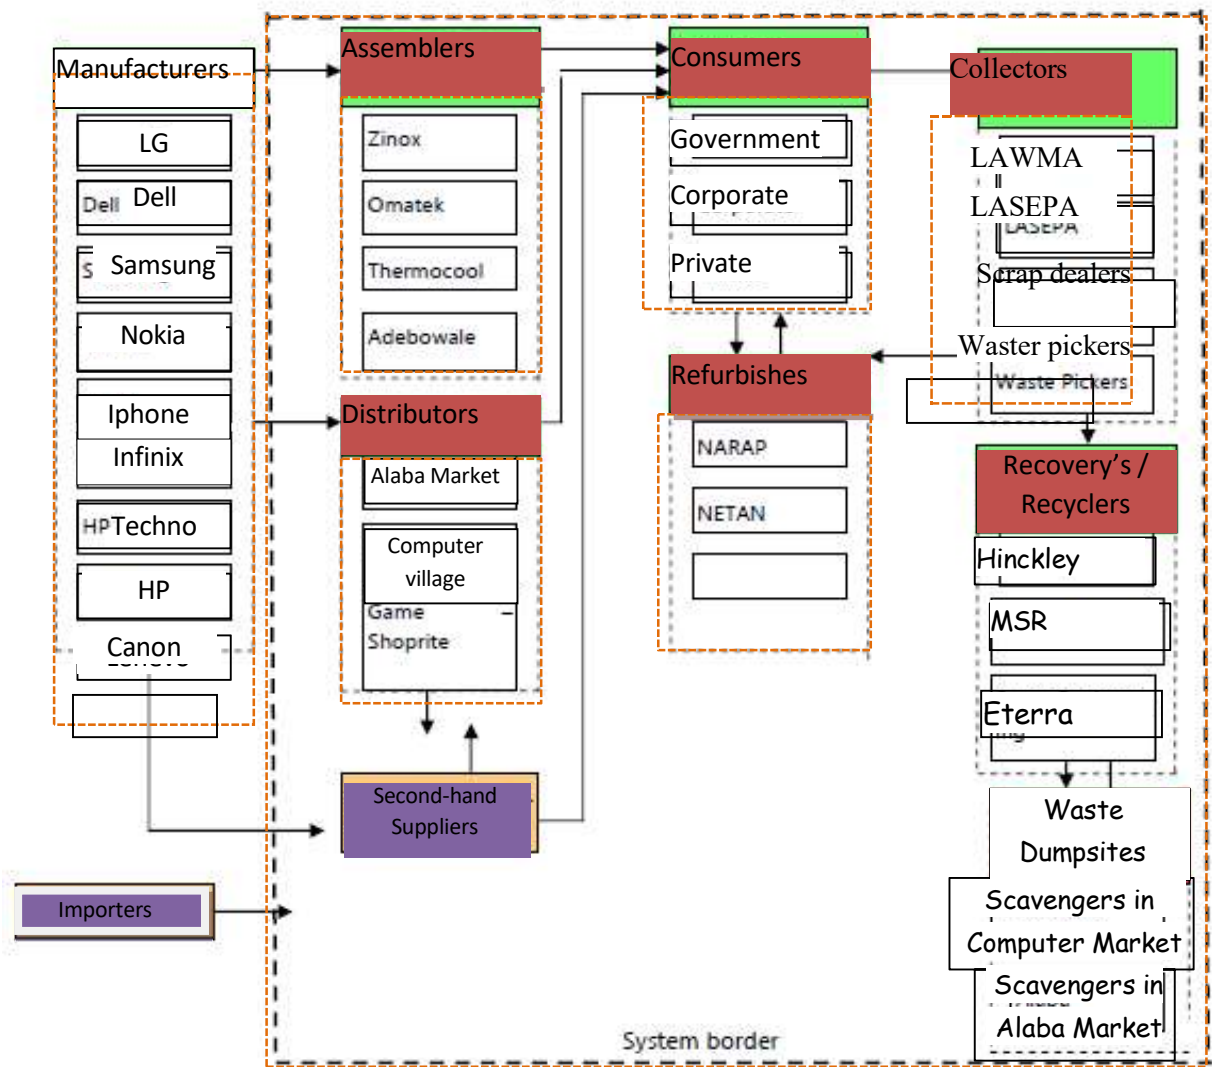 Manufacturers
LG
Dell Dell
S Samsung
Nokia
Iphone
Infinix
HP Techno
HP
Canon
Importers
Assemblers
Zinox
Omatek
Thermocool
Adebowale
Distributors
Alaba Market
Computer
village
Game –
Shoprite
Second-hand
Suppliers
Consumers
Government
Corporate
Private
Refurbishes
NARAP
NETAN
Collectors
LAWMA
LASEPA
LASEPA
Scrap dealers
Waster pickers
Waste Pickers
Recovery's /
Recyclers
Hinckley
MSR
Eterra
Waste
Dumpsites
Scavengers in
Computer Market
Scavengers in
Alaba Market
System border